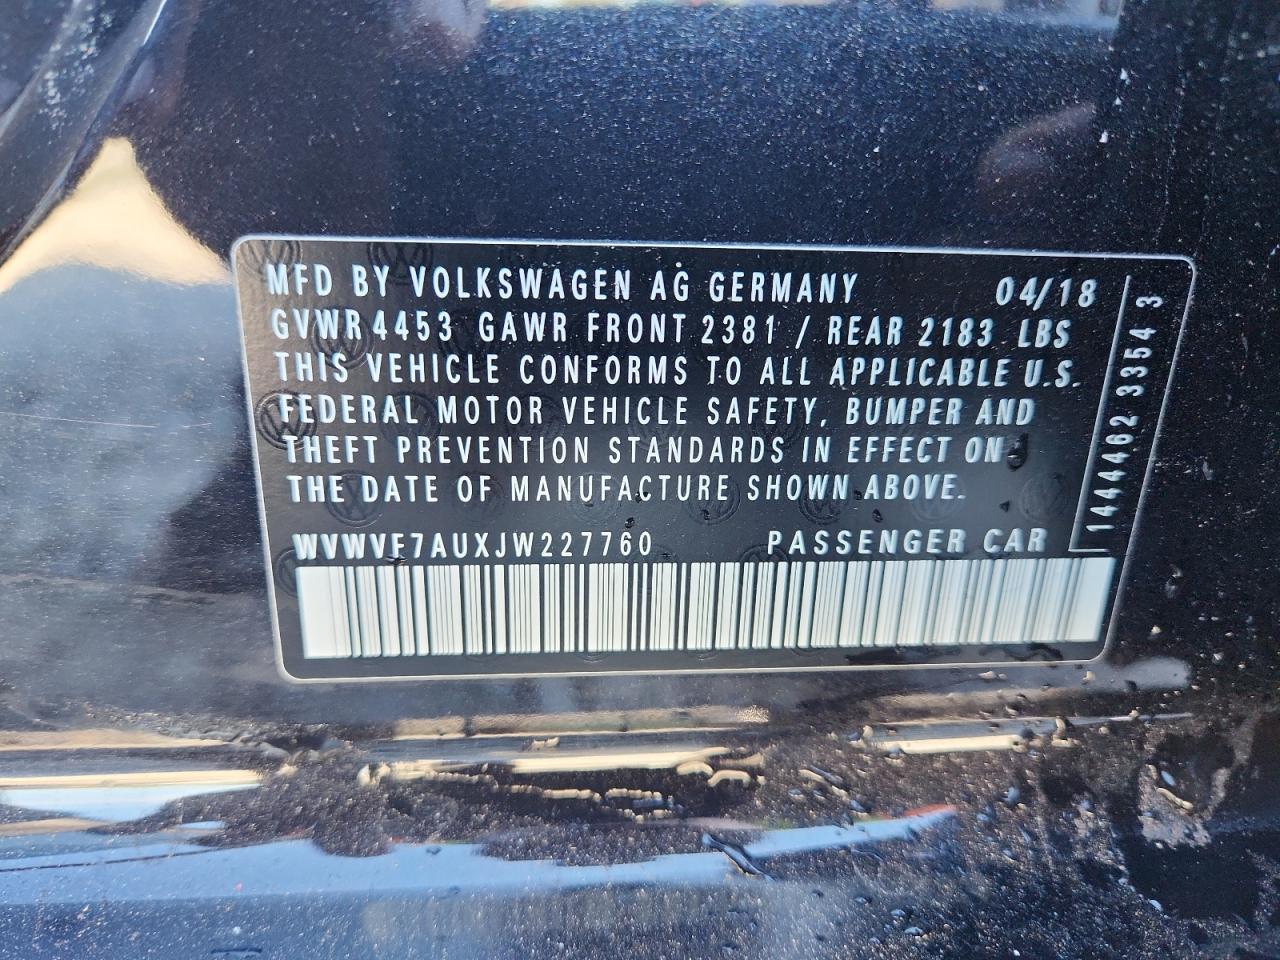 MFD BY VOLKSWAGEN AG GERMANY 04/18
GVWR 4453 GAWR FRONT 2381 / REAR 2183 LBS
THIS VEHICLE CONFORMS TO ALL APPLICABLE U.S.
FEDERAL MOTOR VEHICLE SAFETY, BUMPER AND
THEFT PREVENTION STANDARDS IN EFFECT ON
THE DATE OF MANUFACTURE SHOWN ABOVE.
WVWVF7AUXJW227760 PASSENGER CAR
1444462 3354 3